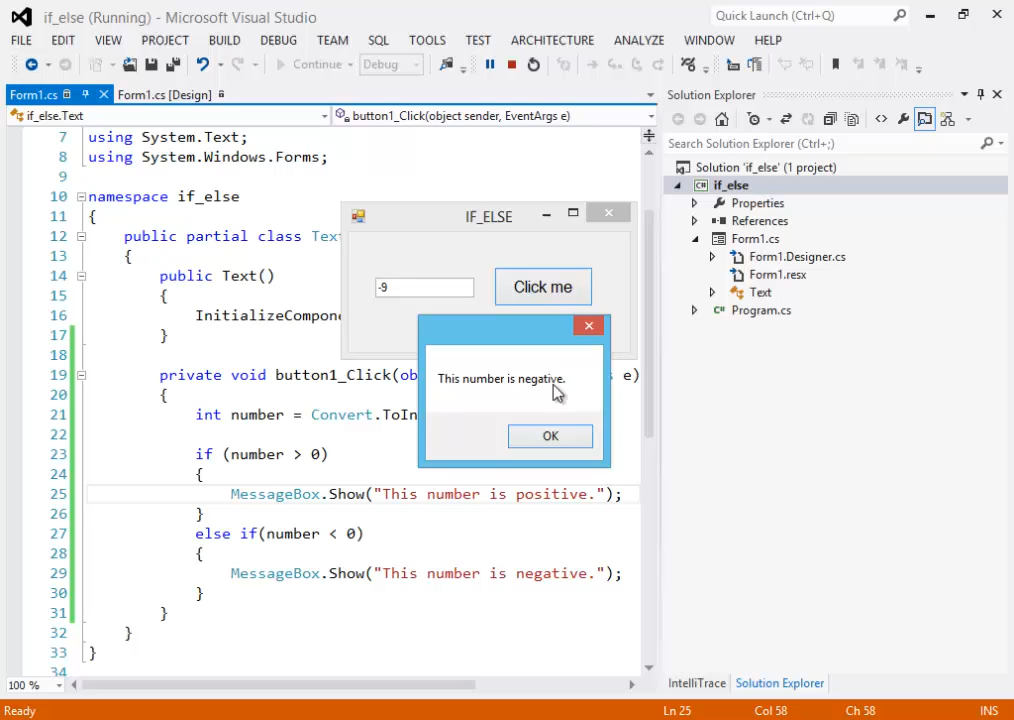 if_else (Running) - Microsoft Visual Studio
Quick Launch (Ctrl+Q)
FILE EDIT VIEW PROJECT BUILD DEBUG TEAM SQL TOOLS TEST ARCHITECTURE ANALYZE WINDOW HELP
Continue Debug
Form1.cs Form1.cs [Design]
if_else.Text button1_Click(object sender, EventArgs e)
7 using System.Text;
8 using System.Windows.Forms;
9
10 namespace if_else
11 {
12 public partial class Text
13 {
14 public Text()
15 {
16 InitializeCompone
17 }
18
19 private void button1_Click(ob s e)
20 {
21 int number = Convert.ToIn
22
23 if (number > 0)
24 {
25 MessageBox.Show("This number is positive.");
26 }
27 else if(number < 0)
28 {
29 MessageBox.Show("This number is negative.");
30 }
31 }
32 }
33 }
34
100 %
IF_ELSE
-9
Click me
This number is negative.
OK
Solution Explorer
Search Solution Explorer (Ctrl+;)
Solution 'if_else' (1 project)
C# if_else
Properties
References
Form1.cs
Form1.Designer.cs
Form1.resx
Text
C# Program.cs
IntelliTrace Solution Explorer
Ready Ln 25 Col 58 Ch 58 INS